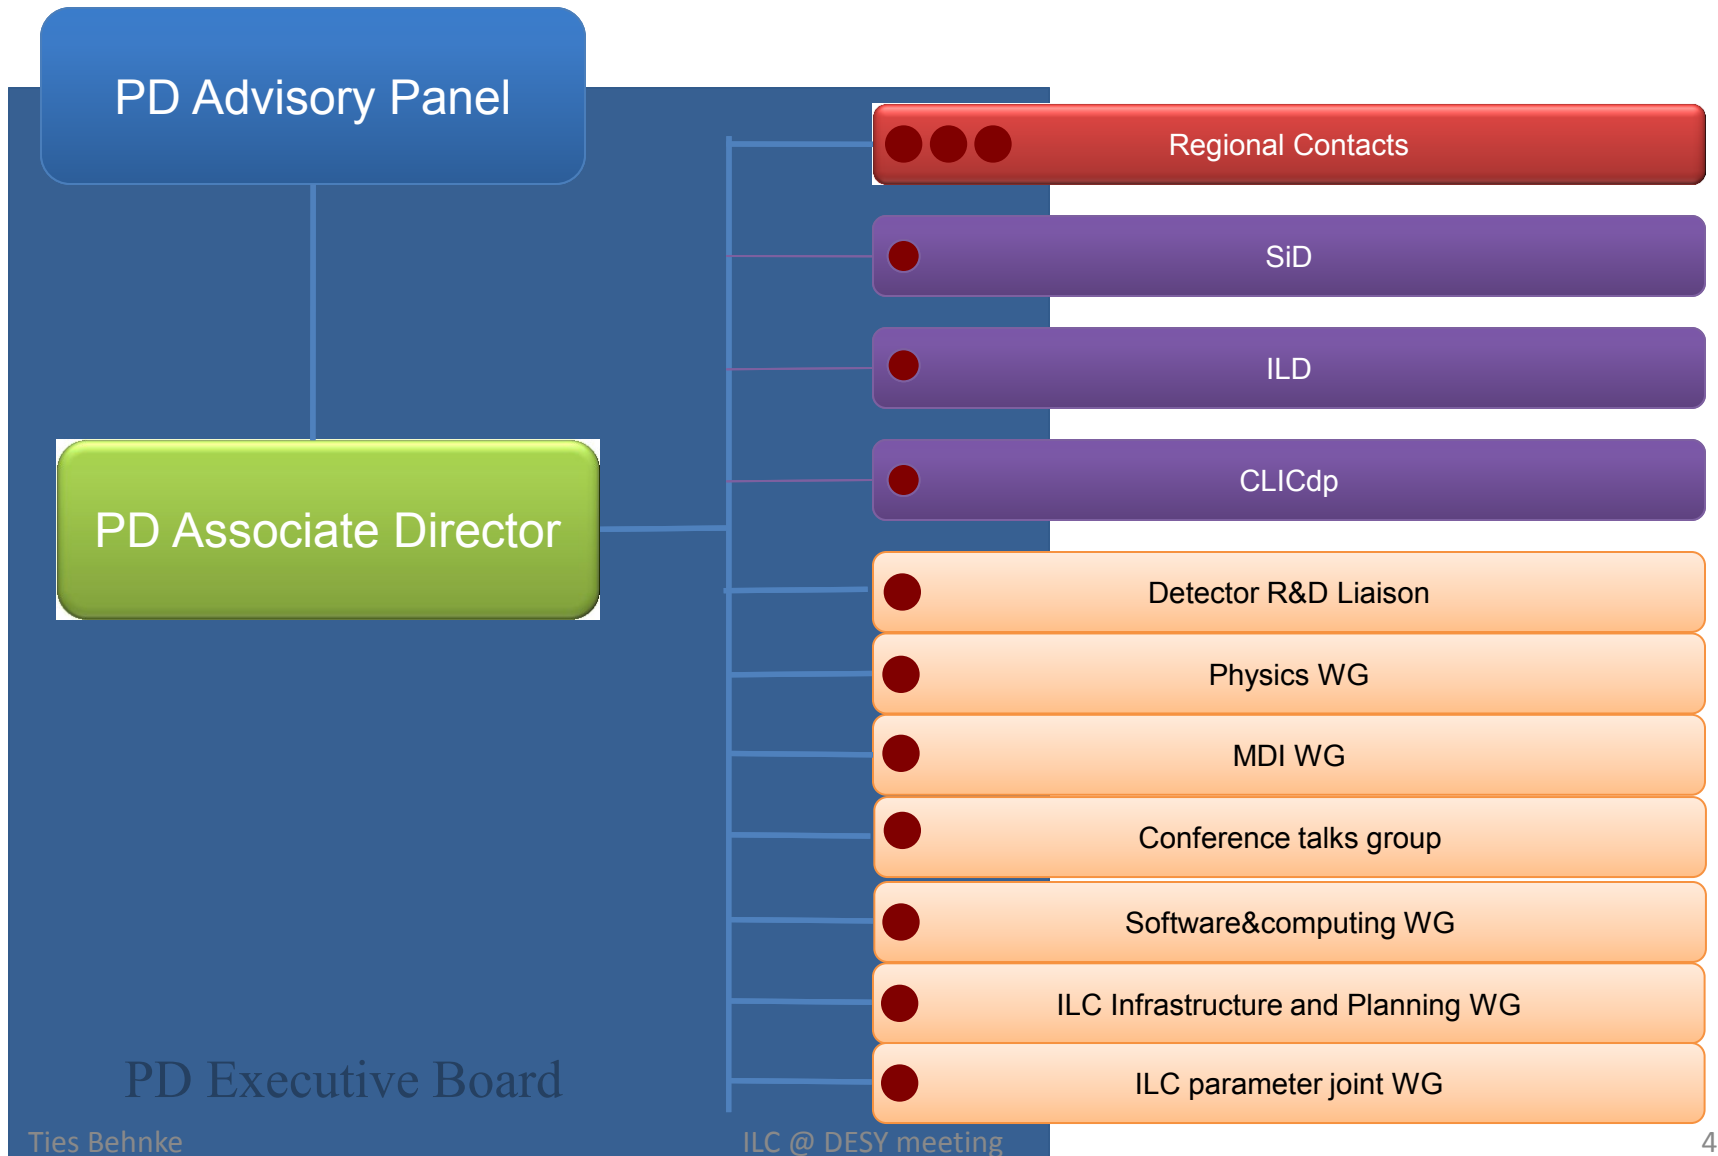 PD Advisory Panel
Regional Contacts
SiD
ILD
CLICdp
PD Associate Director
Detector R&D Liaison
Physics WG
MDI WG
Conference talks group
Software&computing WG
ILC Infrastructure and Planning WG
ILC parameter joint WG
PD Executive Board
Ties Behnke
ILC @ DESY meeting
4